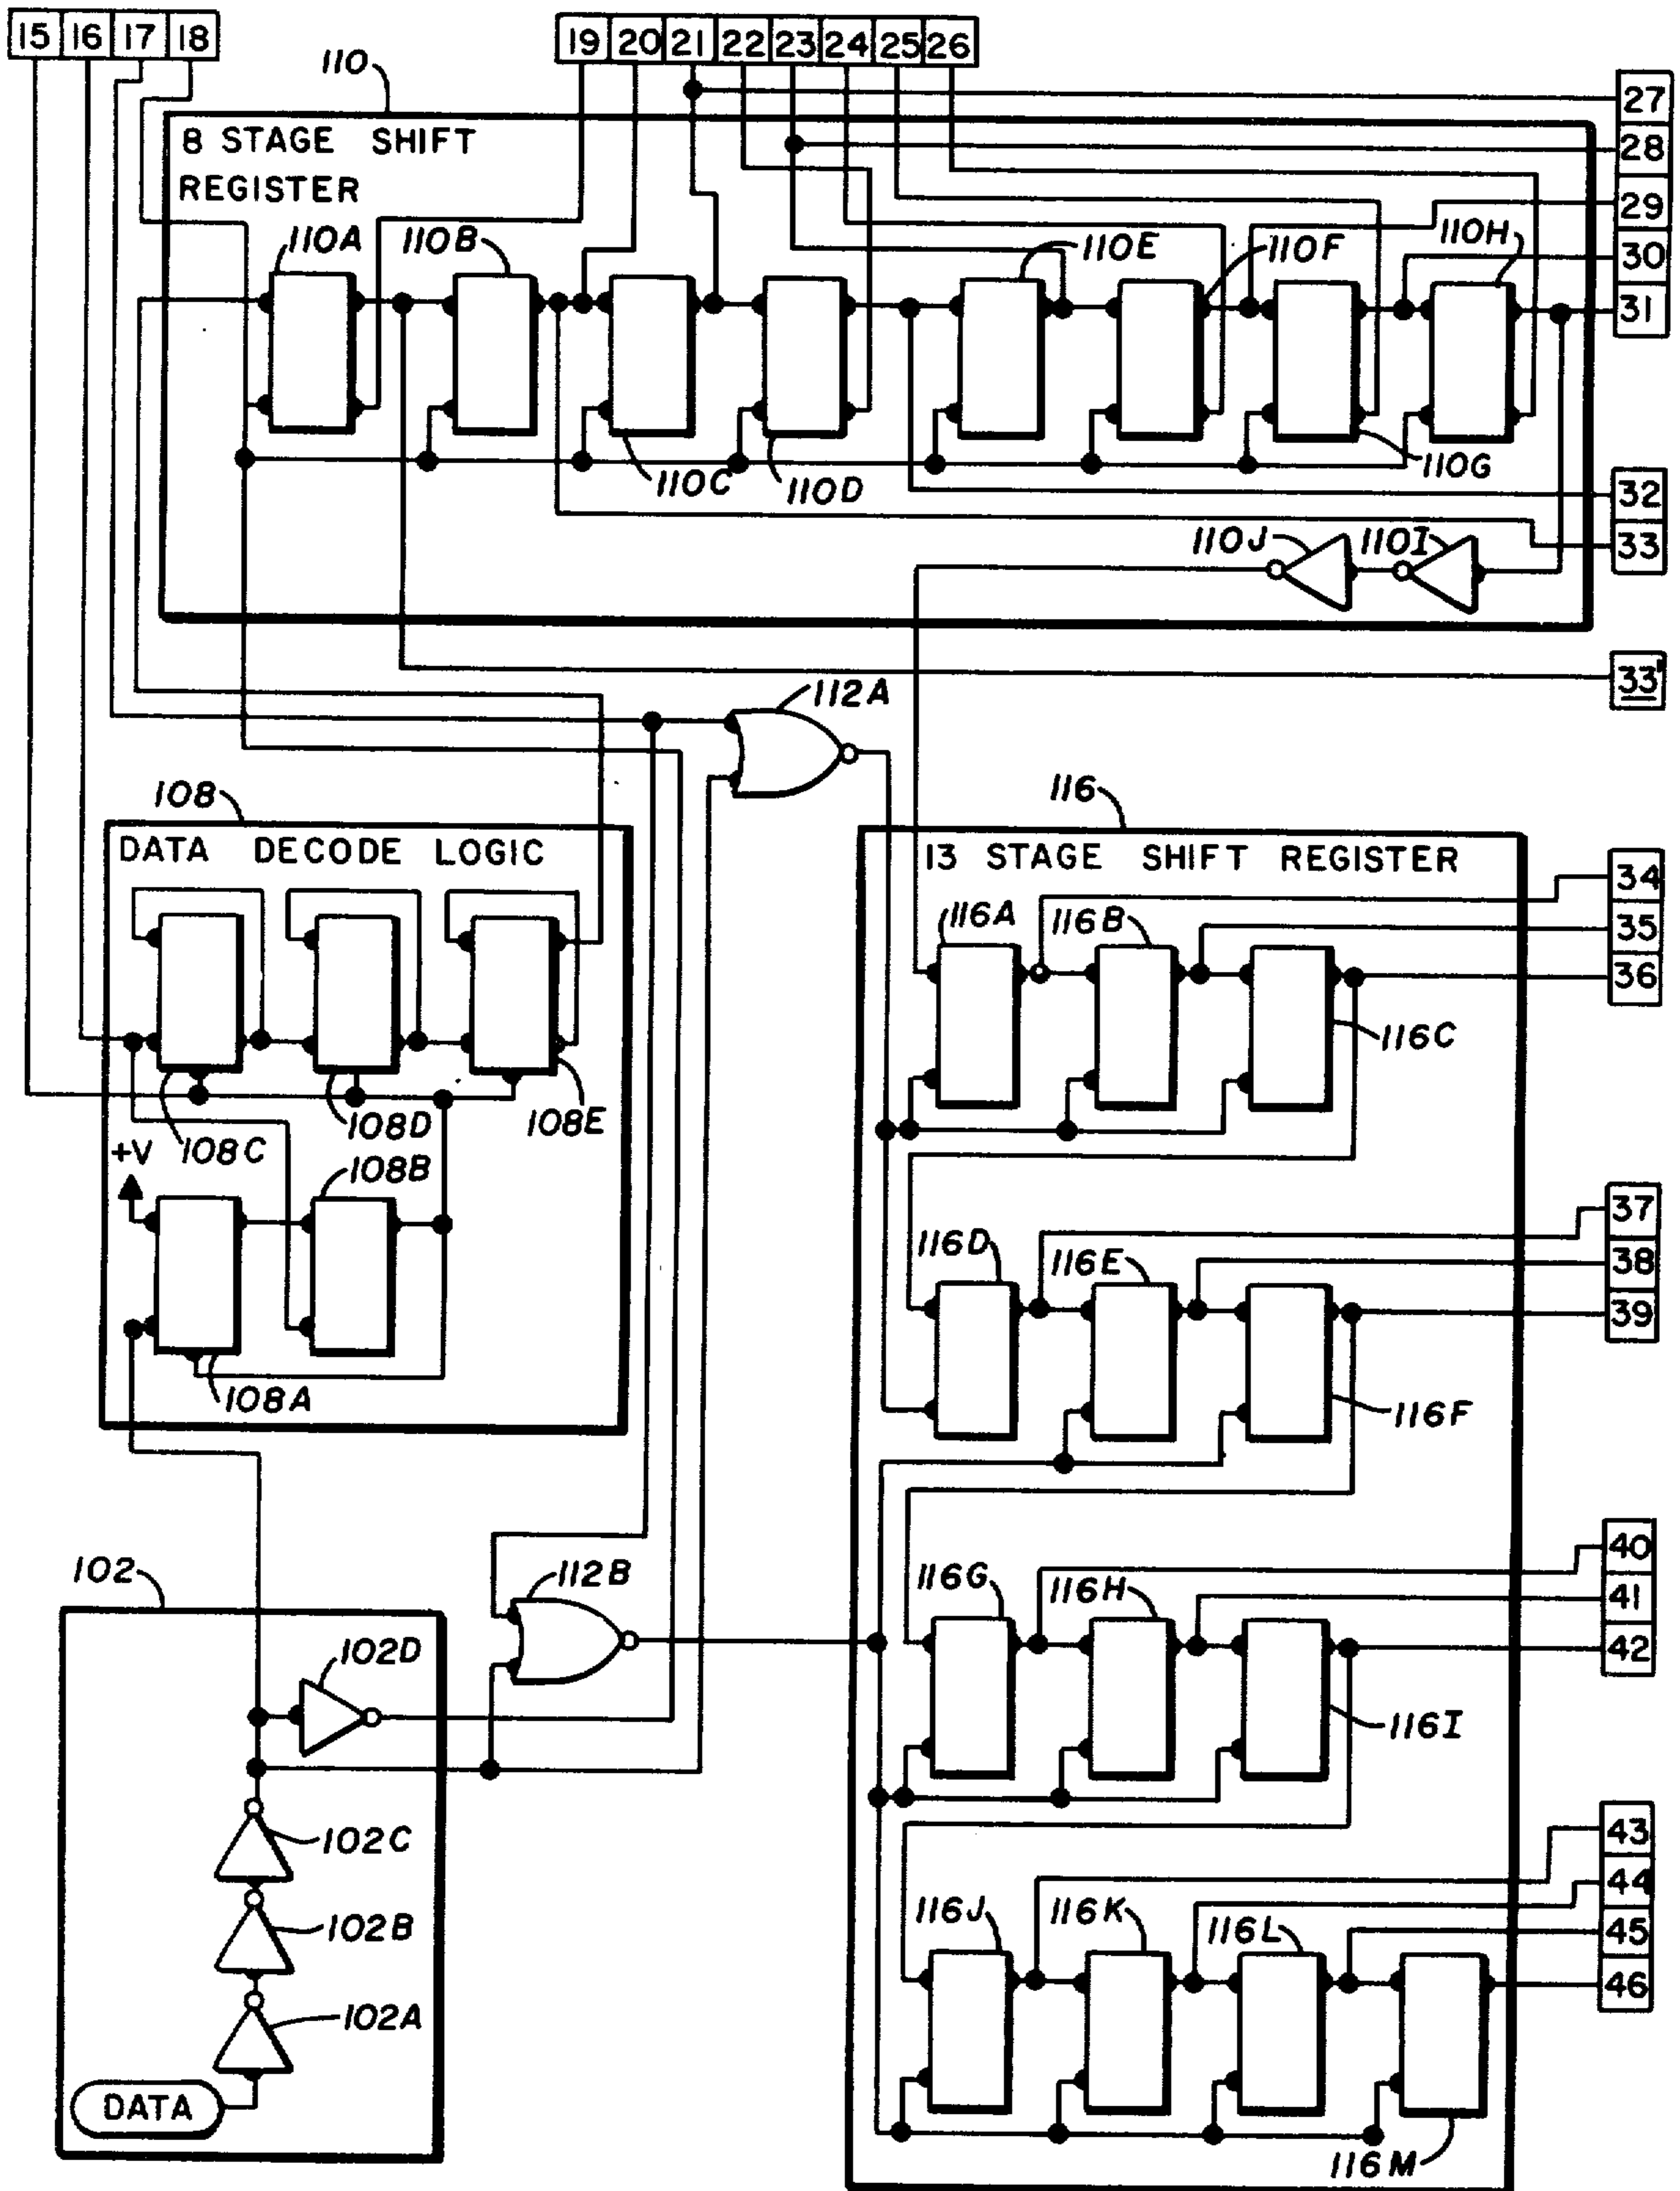 15 16 17 18
19 20 21 22 23 24 25 26
110
27
28
29
30
31
8 STAGE SHIFT
REGISTER
110A
110B
110E
110F
110H
110C
110D
110G
32
33
110J
110I
33'
112A
108
DATA DECODE LOGIC
108C
108D
108E
+V
108B
108A
116
13 STAGE SHIFT REGISTER
34
35
36
116A
116B
116C
37
38
39
116D
116E
116F
40
41
42
116G
116H
116I
43
44
45
46
116J
116K
116L
116M
102
112B
102D
102C
102B
102A
DATA